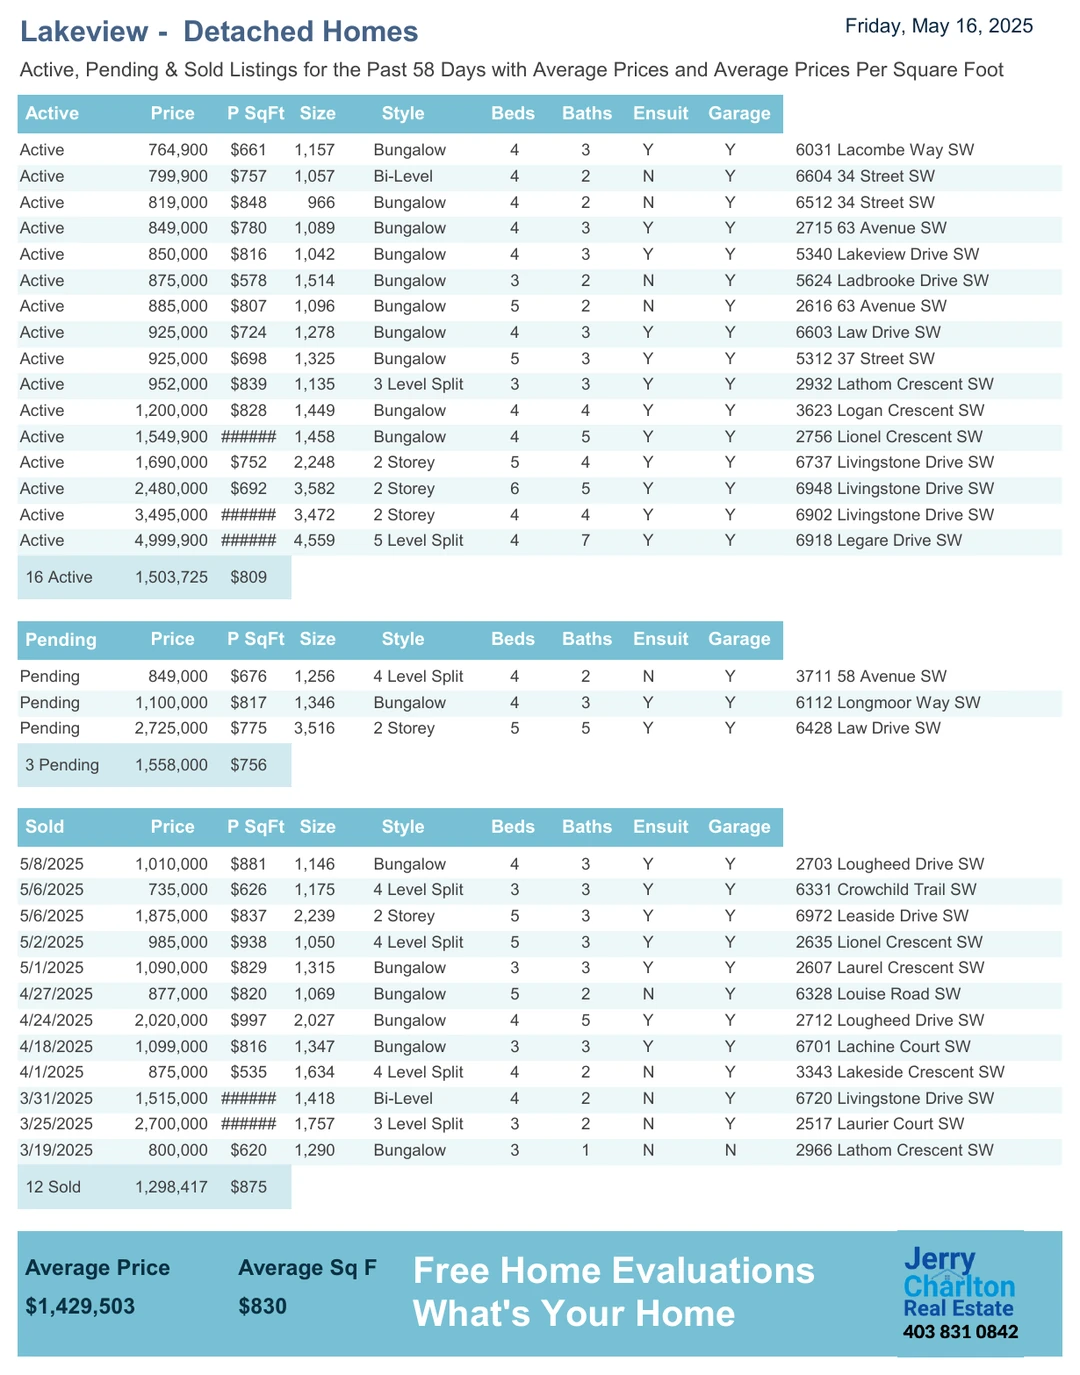 Lakeview - Detached Homes
Friday, May 16, 2025
Active, Pending & Sold Listings for the Past 58 Days with Average Prices and Average Prices Per Square Foot
Active Price P SqFt Size Style Beds Baths Ensuit Garage
Active 764,900 $661 1,157 Bungalow 4 3 Y Y 6031 Lacombe Way SW
Active 799,900 $757 1,057 Bi-Level 4 2 N Y 6604 34 Street SW
Active 819,000 $848 966 Bungalow 4 2 N Y 6512 34 Street SW
Active 849,000 $780 1,089 Bungalow 4 3 Y Y 2715 63 Avenue SW
Active 850,000 $816 1,042 Bungalow 4 3 Y Y 5340 Lakeview Drive SW
Active 875,000 $578 1,514 Bungalow 3 2 N Y 5624 Ladbrooke Drive SW
Active 885,000 $807 1,096 Bungalow 5 2 N Y 2616 63 Avenue SW
Active 925,000 $724 1,278 Bungalow 4 3 Y Y 6603 Law Drive SW
Active 925,000 $698 1,325 Bungalow 5 3 Y Y 5312 37 Street SW
Active 952,000 $839 1,135 3 Level Split 3 3 Y Y 2932 Lathom Crescent SW
Active 1,200,000 $828 1,449 Bungalow 4 4 Y Y 3623 Logan Crescent SW
Active 1,549,900 ###### 1,458 Bungalow 4 5 Y Y 2756 Lionel Crescent SW
Active 1,690,000 $752 2,248 2 Storey 5 4 Y Y 6737 Livingstone Drive SW
Active 2,480,000 $692 3,582 2 Storey 6 5 Y Y 6948 Livingstone Drive SW
Active 3,495,000 ###### 3,472 2 Storey 4 4 Y Y 6902 Livingstone Drive SW
Active 4,999,900 ###### 4,559 5 Level Split 4 7 Y Y 6918 Legare Drive SW
16 Active 1,503,725 $809
Pending Price P SqFt Size Style Beds Baths Ensuit Garage
Pending 849,000 $676 1,256 4 Level Split 4 2 N Y 3711 58 Avenue SW
Pending 1,100,000 $817 1,346 Bungalow 4 3 Y Y 6112 Longmoor Way SW
Pending 2,725,000 $775 3,516 2 Storey 5 5 Y Y 6428 Law Drive SW
3 Pending 1,558,000 $756
Sold Price P SqFt Size Style Beds Baths Ensuit Garage
5/8/2025 1,010,000 $881 1,146 Bungalow 4 3 Y Y 2703 Lougheed Drive SW
5/6/2025 735,000 $626 1,175 4 Level Split 3 3 Y Y 6331 Crowchild Trail SW
5/6/2025 1,875,000 $837 2,239 2 Storey 5 3 Y Y 6972 Leaside Drive SW
5/2/2025 985,000 $938 1,050 4 Level Split 5 3 Y Y 2635 Lionel Crescent SW
5/1/2025 1,090,000 $829 1,315 Bungalow 3 3 Y Y 2607 Laurel Crescent SW
4/27/2025 877,000 $820 1,069 Bungalow 5 2 N Y 6328 Louise Road SW
4/24/2025 2,020,000 $997 2,027 Bungalow 4 5 Y Y 2712 Lougheed Drive SW
4/18/2025 1,099,000 $816 1,347 Bungalow 3 3 Y Y 6701 Lachine Court SW
4/1/2025 875,000 $535 1,634 4 Level Split 4 2 N Y 3343 Lakeside Crescent SW
3/31/2025 1,515,000 ###### 1,418 Bi-Level 4 2 N Y 6720 Livingstone Drive SW
3/25/2025 2,700,000 ###### 1,757 3 Level Split 3 2 N Y 2517 Laurier Court SW
3/19/2025 800,000 $620 1,290 Bungalow 3 1 N N 2966 Lathom Crescent SW
12 Sold 1,298,417 $875
Average Price Average Sq F
$1,429,503 $830
Free Home Evaluations
What's Your Home
Jerry
Charlton
Real Estate
403 831 0842